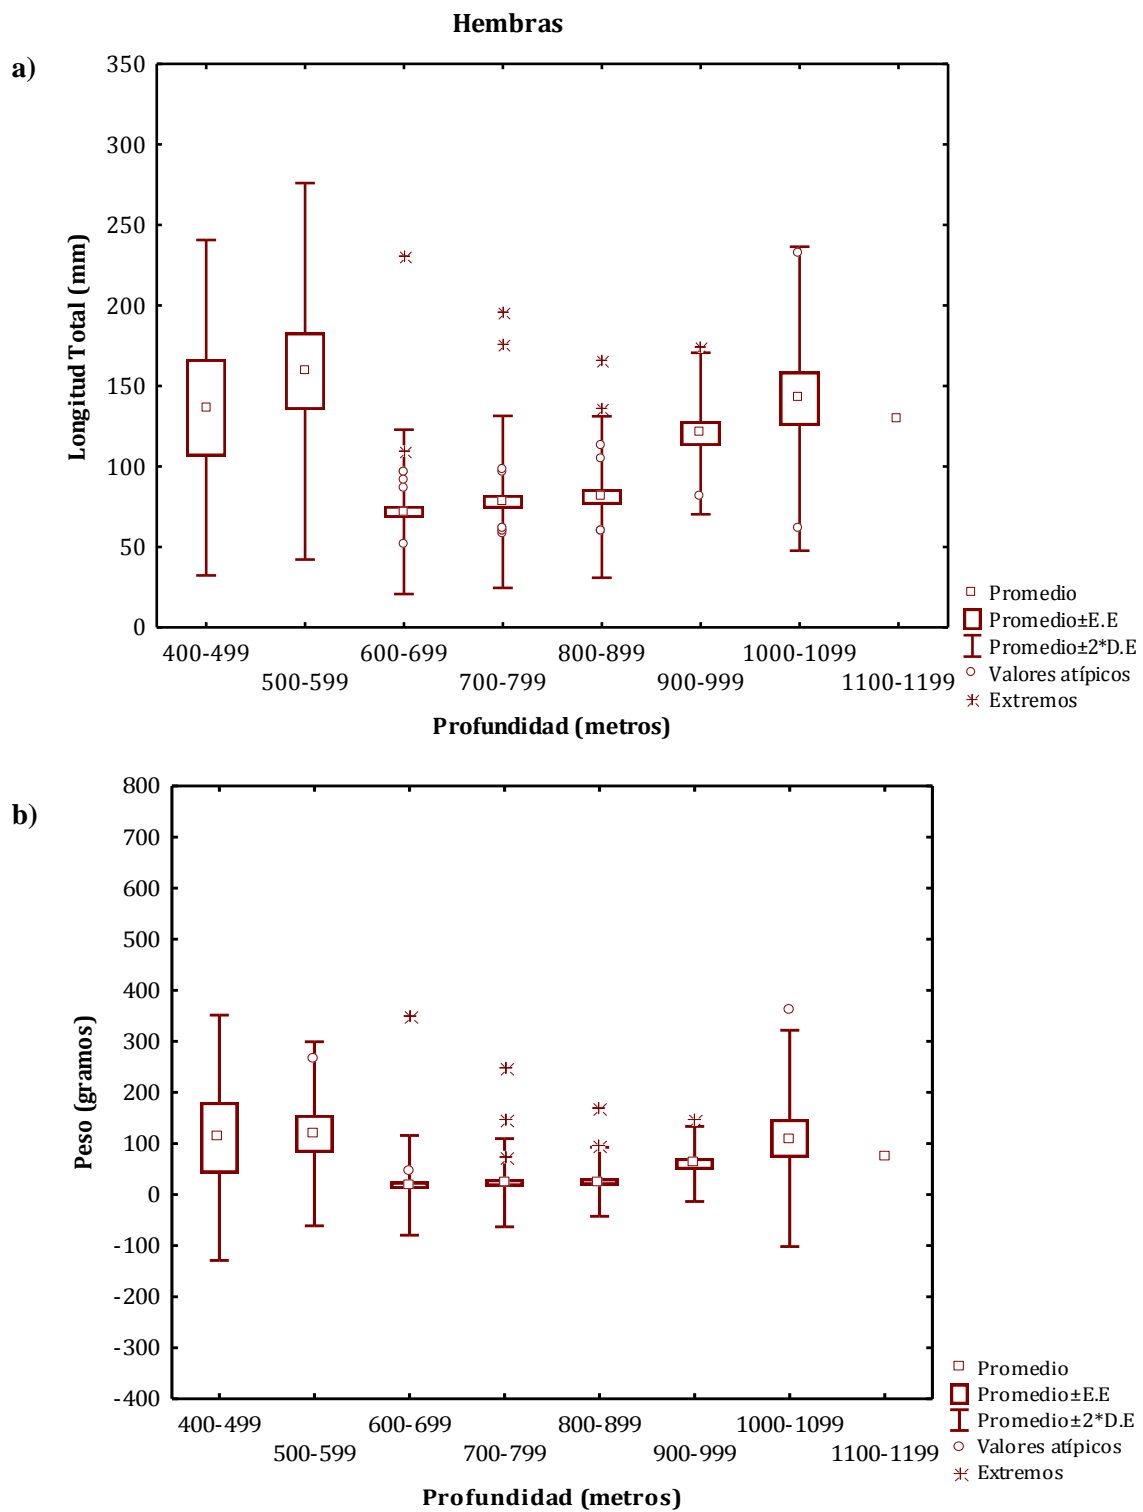 Hembras
a)
350
300
250
200
150
100
50
0
Longitud Total (mm)
400-499
600-699
800-899
1000-1099
500-599
700-799
900-999
1100-1199
Profundidad (metros)
Promedio
Promedio±E.E
Promedio±2*D.E
Valores atípicos
Extremos
b)
800
700
600
500
400
300
200
100
0
-100
-200
-300
-400
Peso (gramos)
400-499
600-699
800-899
1000-1099
500-599
700-799
900-999
1100-1199
Profundidad (metros)
Promedio
Promedio±E.E
Promedio±2*D.E
Valores atípicos
Extremos